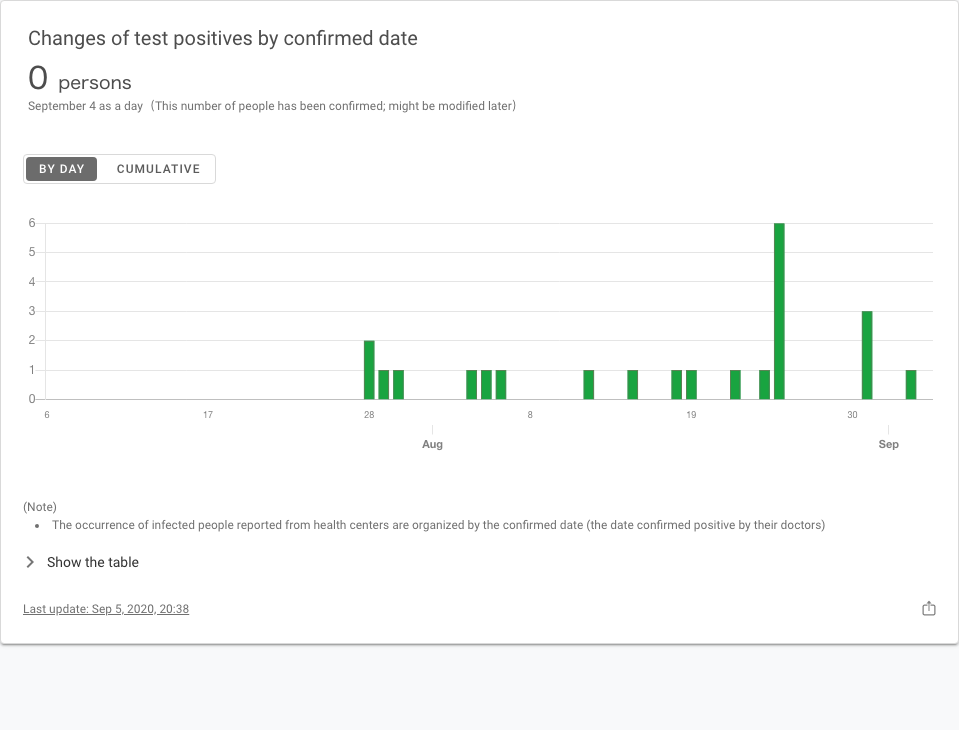 Changes of test positives by confirmed date
0 persons
September 4 as a day（This number of people has been confirmed; might be modified later）
BY DAY CUMULATIVE
6
5
4
3
2
1
0
6 17 28 8 19 30
Aug Sep
(Note)
• The occurrence of infected people reported from health centers are organized by the confirmed date (the date confirmed positive by their doctors)
Show the table
Last update: Sep 5, 2020, 20:38